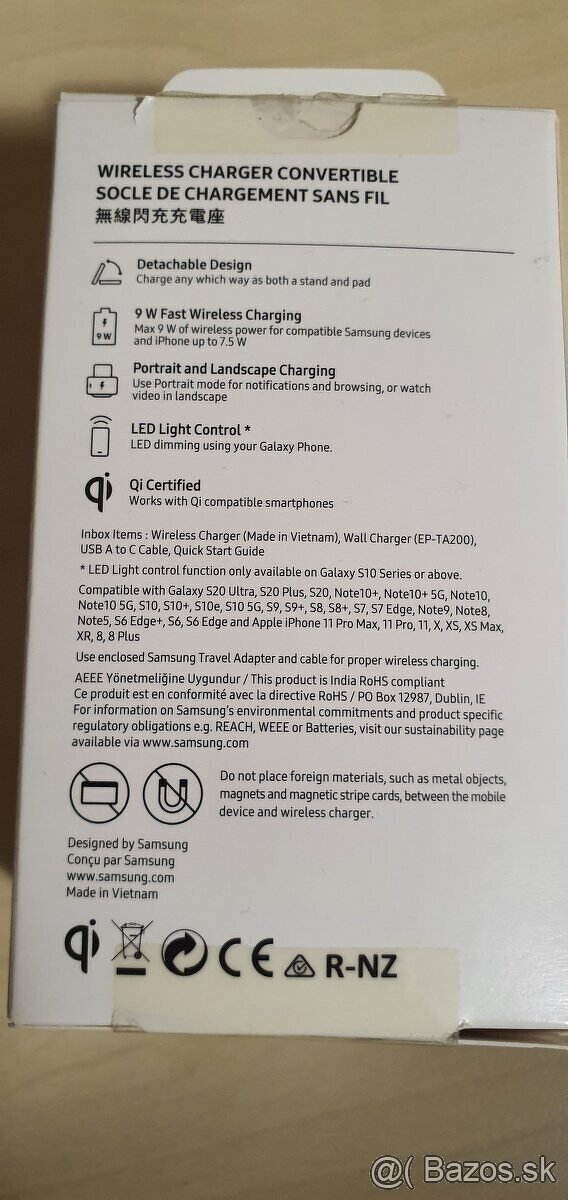 WIRELESS CHARGER CONVERTIBLE
SOCLE DE CHARGEMENT SANS FIL
無線閃充充電座
Detachable Design
Charge any which way as both a stand and pad
9 W
9 W Fast Wireless Charging
Max 9 W of wireless power for compatible Samsung devices
and iPhone up to 7.5 W
Portrait and Landscape Charging
Use Portrait mode for notifications and browsing, or watch
video in landscape
LED Light Control *
LED dimming using your Galaxy Phone.
qi
Qi Certified
Works with Qi compatible smartphones
Inbox Items : Wireless Charger (Made in Vietnam), Wall Charger (EP-TA200),
USB A to C Cable, Quick Start Guide
* LED Light control function only available on Galaxy S10 Series or above.
Compatible with Galaxy S20 Ultra, S20 Plus, S20, Note10+, Note10+ 5G, Note10,
Note10 5G, S10, S10+, S10e, S10 5G, S9, S9+, S8, S8+, S7, S7 Edge, Note9, Note8,
Note5, S6 Edge+, S6, S6 Edge and Apple iPhone 11 Pro Max, 11 Pro, 11, X, XS, XS Max,
XR, 8, 8 Plus
Use enclosed Samsung Travel Adapter and cable for proper wireless charging.
AEEE Yönetmeliğine Uygundur / This product is India RoHS compliant
Ce produit est en conformité avec la directive RoHS / PO Box 12987, Dublin, IE
For information on Samsung's environmental commitments and product specific
regulatory obligations e.g. REACH, WEEE or Batteries, visit our sustainability page
available via www.samsung.com
Do not place foreign materials, such as metal objects,
magnets and magnetic stripe cards, between the mobile
device and wireless charger.
Designed by Samsung
Conçu par Samsung
www.samsung.com
Made in Vietnam
qi CE R-NZ
@( Bazos.sk